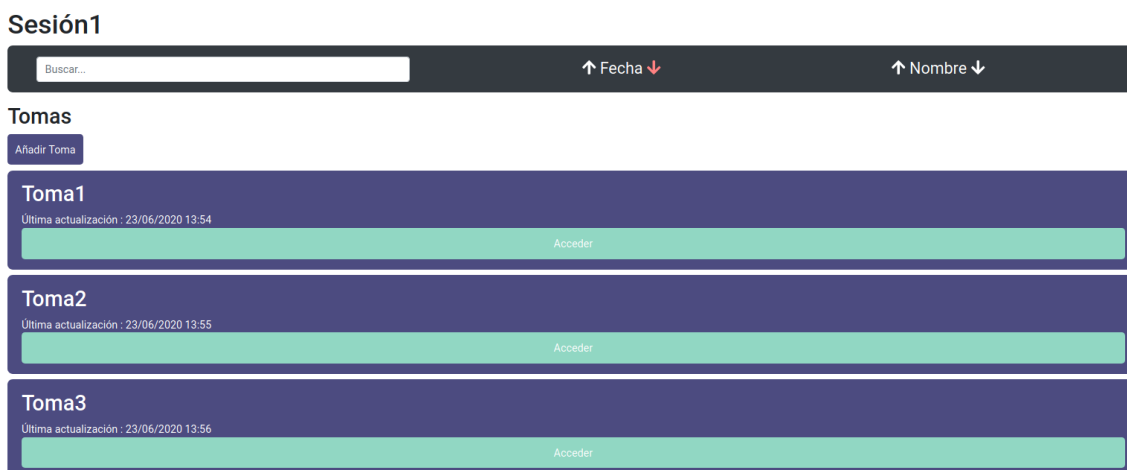 Sesión1
Buscar... Fecha Nombre
Tomas
Añadir Toma
Toma1
Última actualización : 23/06/2020 13:54
Acceder
Toma2
Última actualización : 23/06/2020 13:55
Acceder
Toma3
Última actualización : 23/06/2020 13:56
Acceder